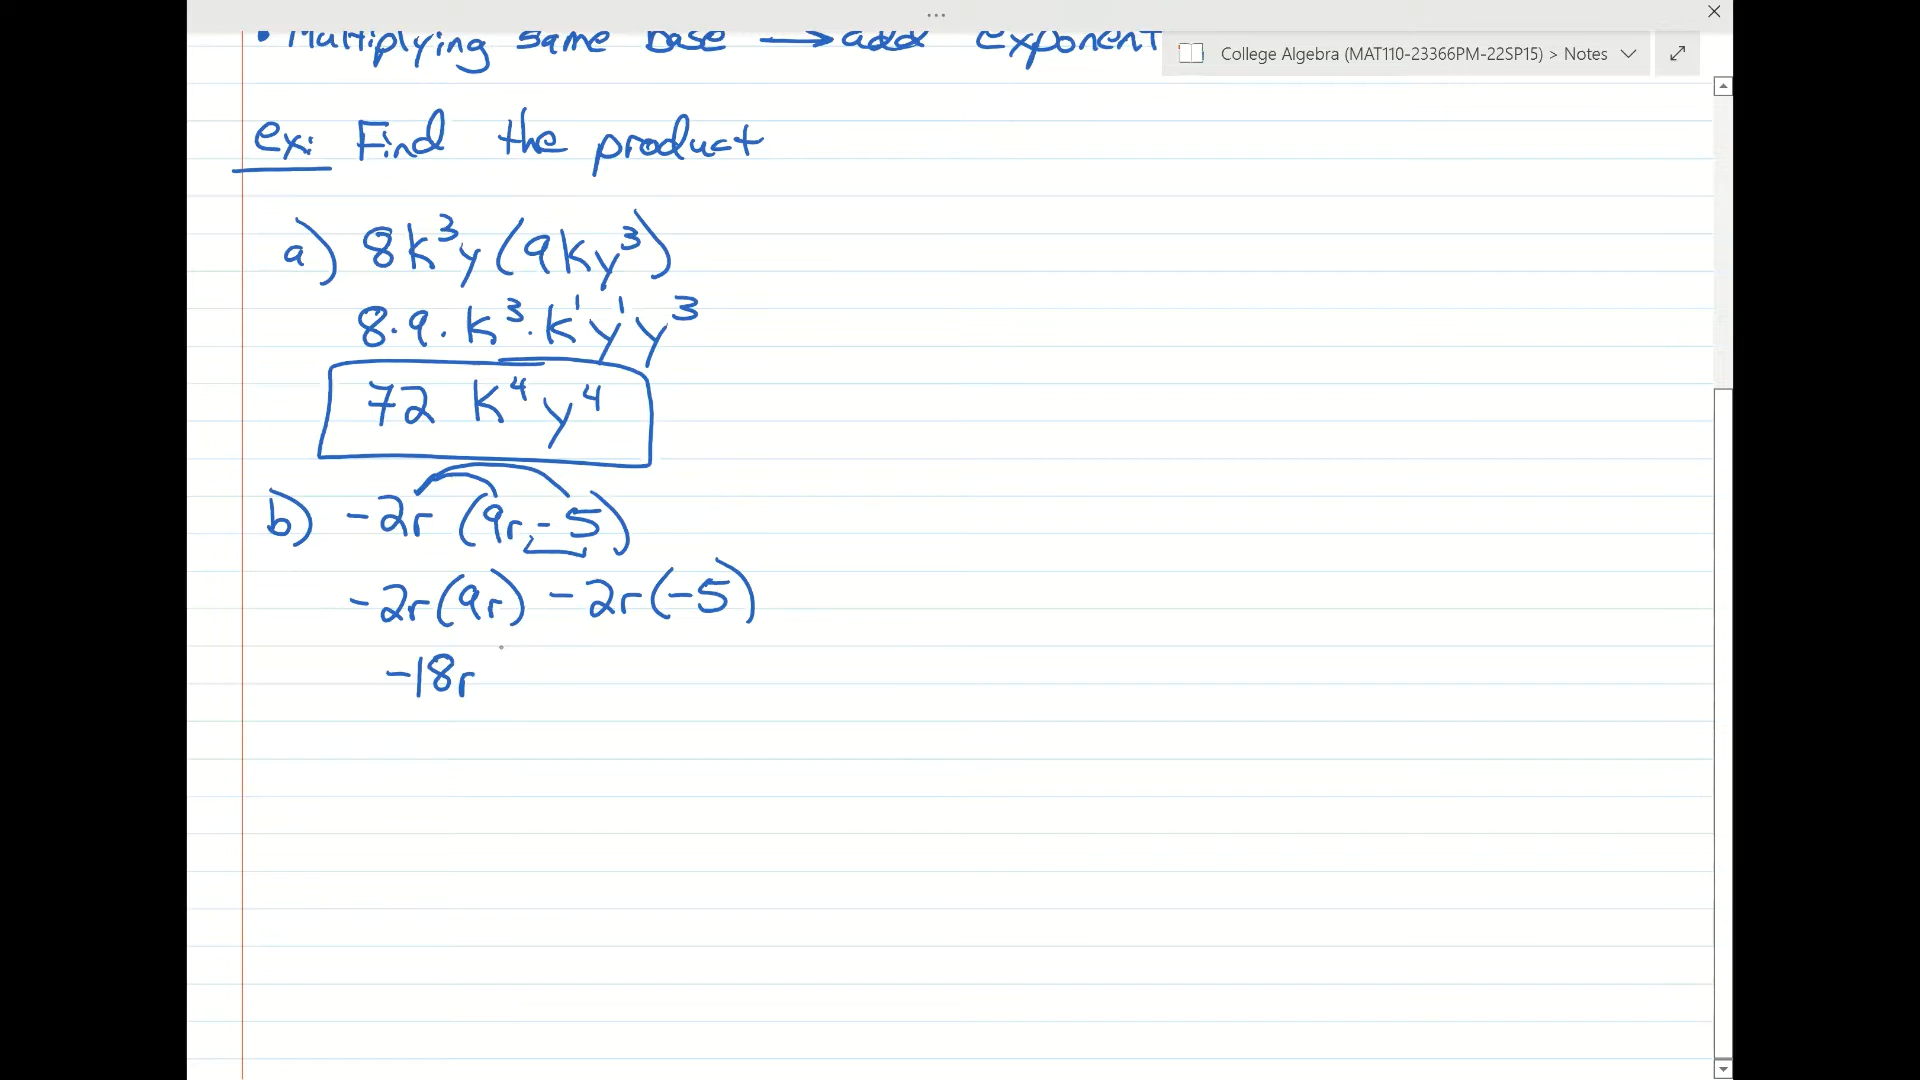 • Multiplying same base → add exponent
College Algebra (MAT110-23366PM-22SP15) > Notes
ex: Find the product
a) 8k³y(9ky³)
8·9·k³·k¹y¹y³
72 k⁴y⁴
b) -2r (9r - 5)
-2r(9r) - 2r(-5)
-18r